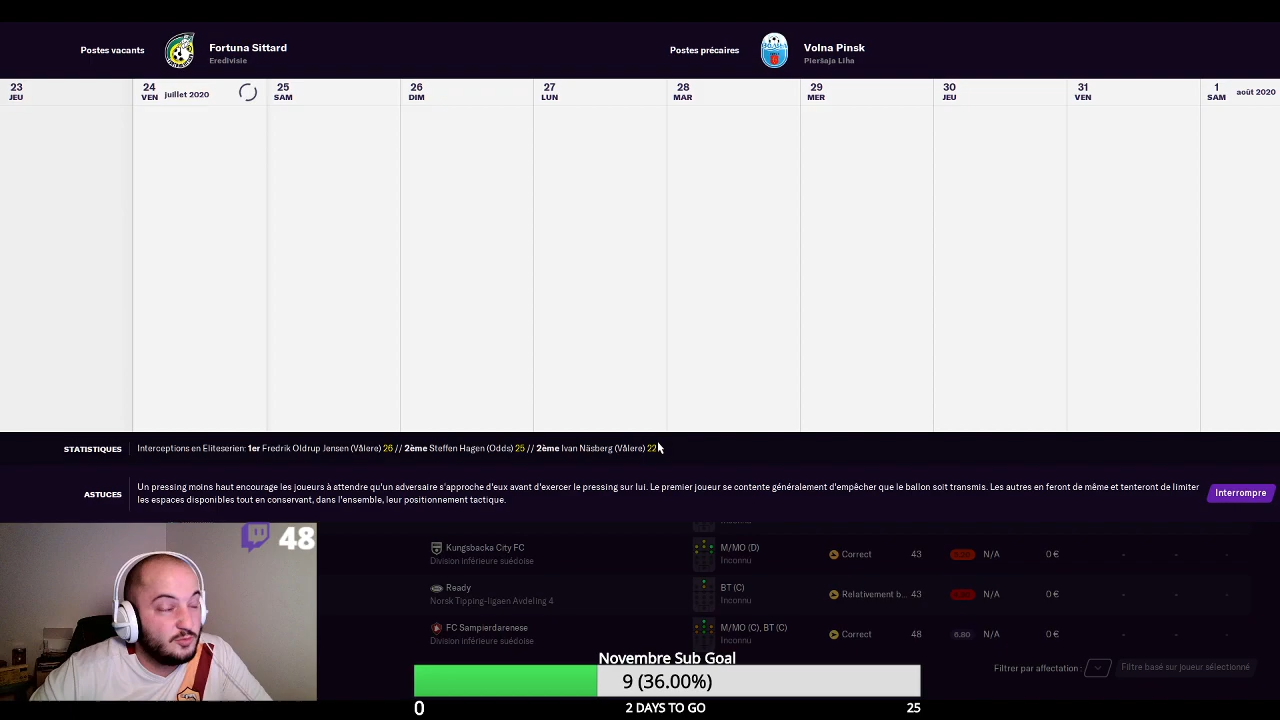 Postes vacants
Fortuna Sittard
Eredivisie
Postes précaires
Volna Pinsk
Pieršaja Liha
23
JEU
24
VEN juillet 2020
25
SAM
26
DIM
27
LUN
28
MAR
29
MER
30
JEU
31
VEN
1
SAM août 2020
STATISTIQUES
Interceptions en Eliteserien: 1er Fredrik Oldrup Jensen (Vålere) 26 // 2ème Steffen Hagen (Odds) 25 // 2ème Ivan Näsberg (Vålere) 22
ASTUCES
Un pressing moins haut encourage les joueurs à attendre qu'un adversaire s'approche d'eux avant d'exercer le pressing sur lui. Le premier joueur se contente généralement d'empêcher que le ballon soit transmis. Les autres en feront de même et tenteront de limiter
les espaces disponibles tout en conservant, dans l'ensemble, leur positionnement tactique.
Interrompre
48
Inconnu
Kungsbacka City FC
Division inférieure suédoise
M/MO (D)
Inconnu
Correct 43 N/A 0 € - - -
Ready
Norsk Tipping-ligaen Avdeling 4
BT (C)
Inconnu
Relativement b... 43 N/A 0 € - - -
FC Sampierdarenese
Division inférieure suédoise
M/MO (C), BT (C)
Inconnu
Correct 48 6.80 N/A 0 € - - -
Filtrer par affectation :
Filtre basé sur joueur sélectionné
Novembre Sub Goal
9 (36.00%)
0
2 DAYS TO GO
25